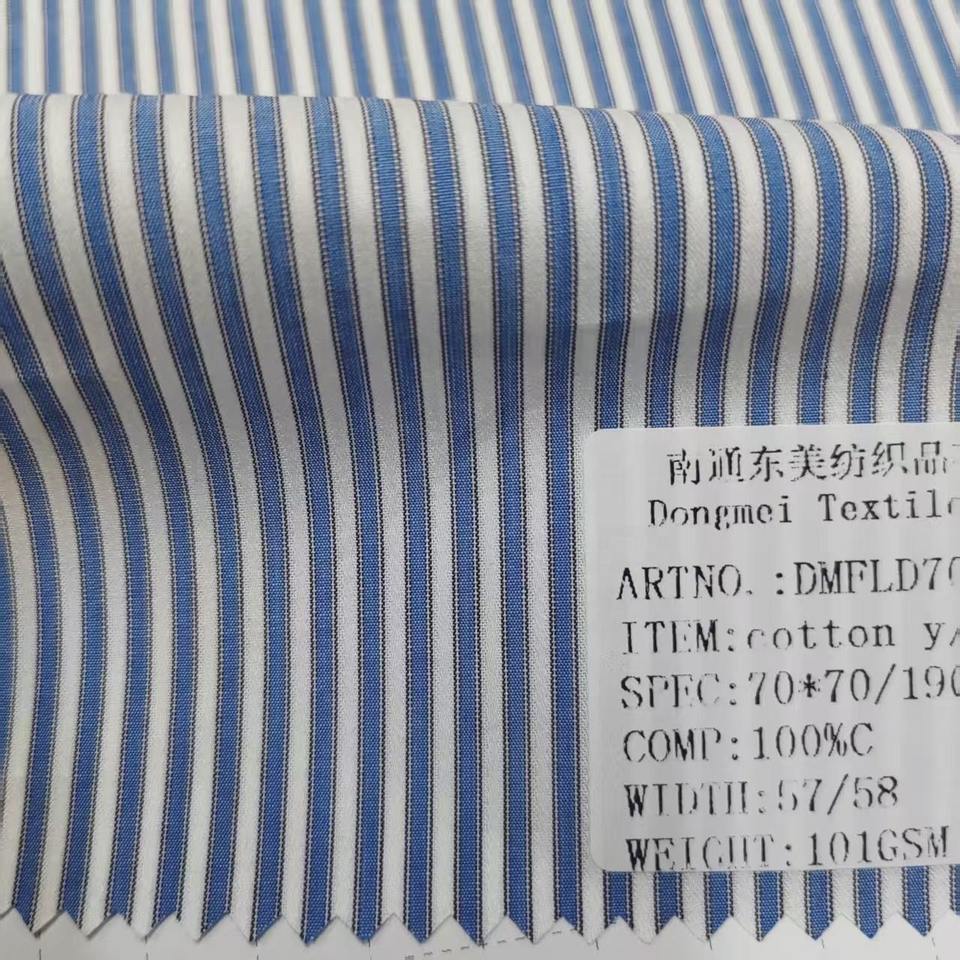 南通东美纺织品
Dongmei Textile
ARTNO.:DMFLD70
ITEM:cotton y/
SPEC:70*70/190
COMP:100%C
WIDTH:57/58
WEIGHT:101GSM